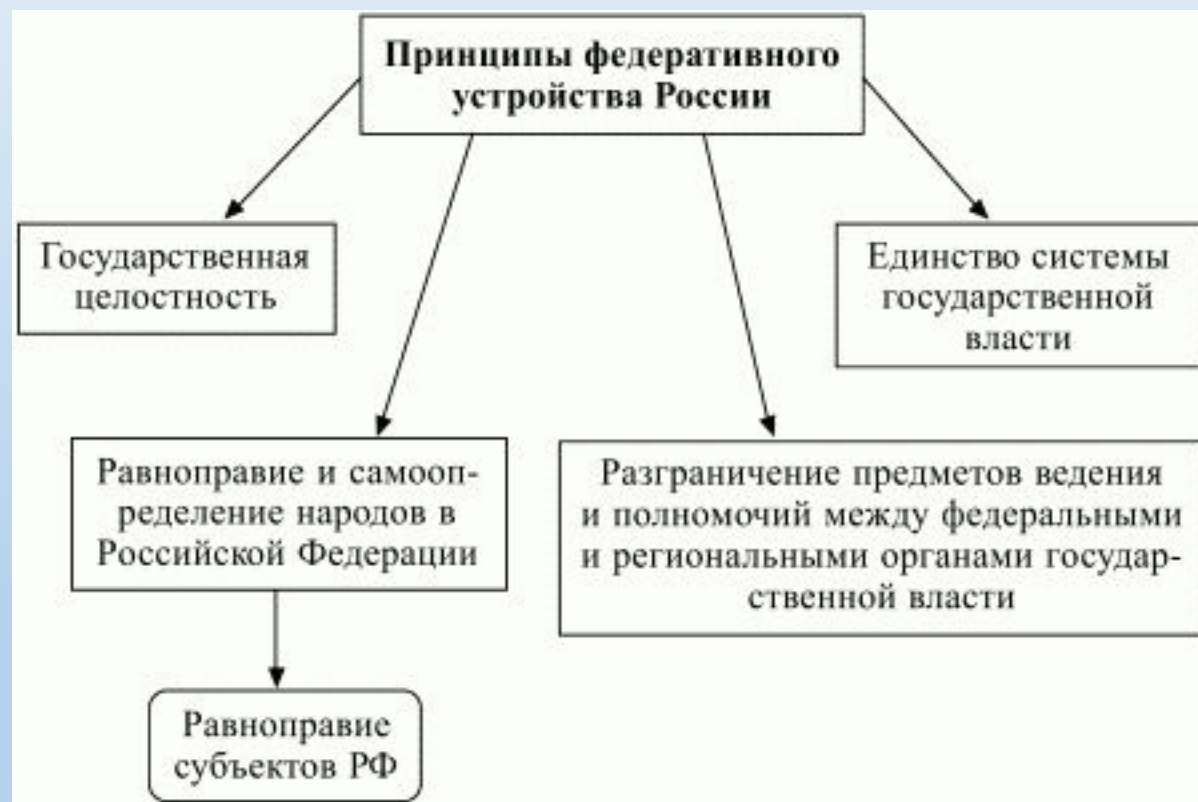 Принципы федеративного
устройства России
Государственная
целостность
Единство системы
государственной
власти
Равноправие и самооп-
ределение народов в
Российской Федерации
Разграничение предметов ведения
и полномочий между федеральными
и региональными органами государ-
ственной власти
Равноправие
субъектов РФ